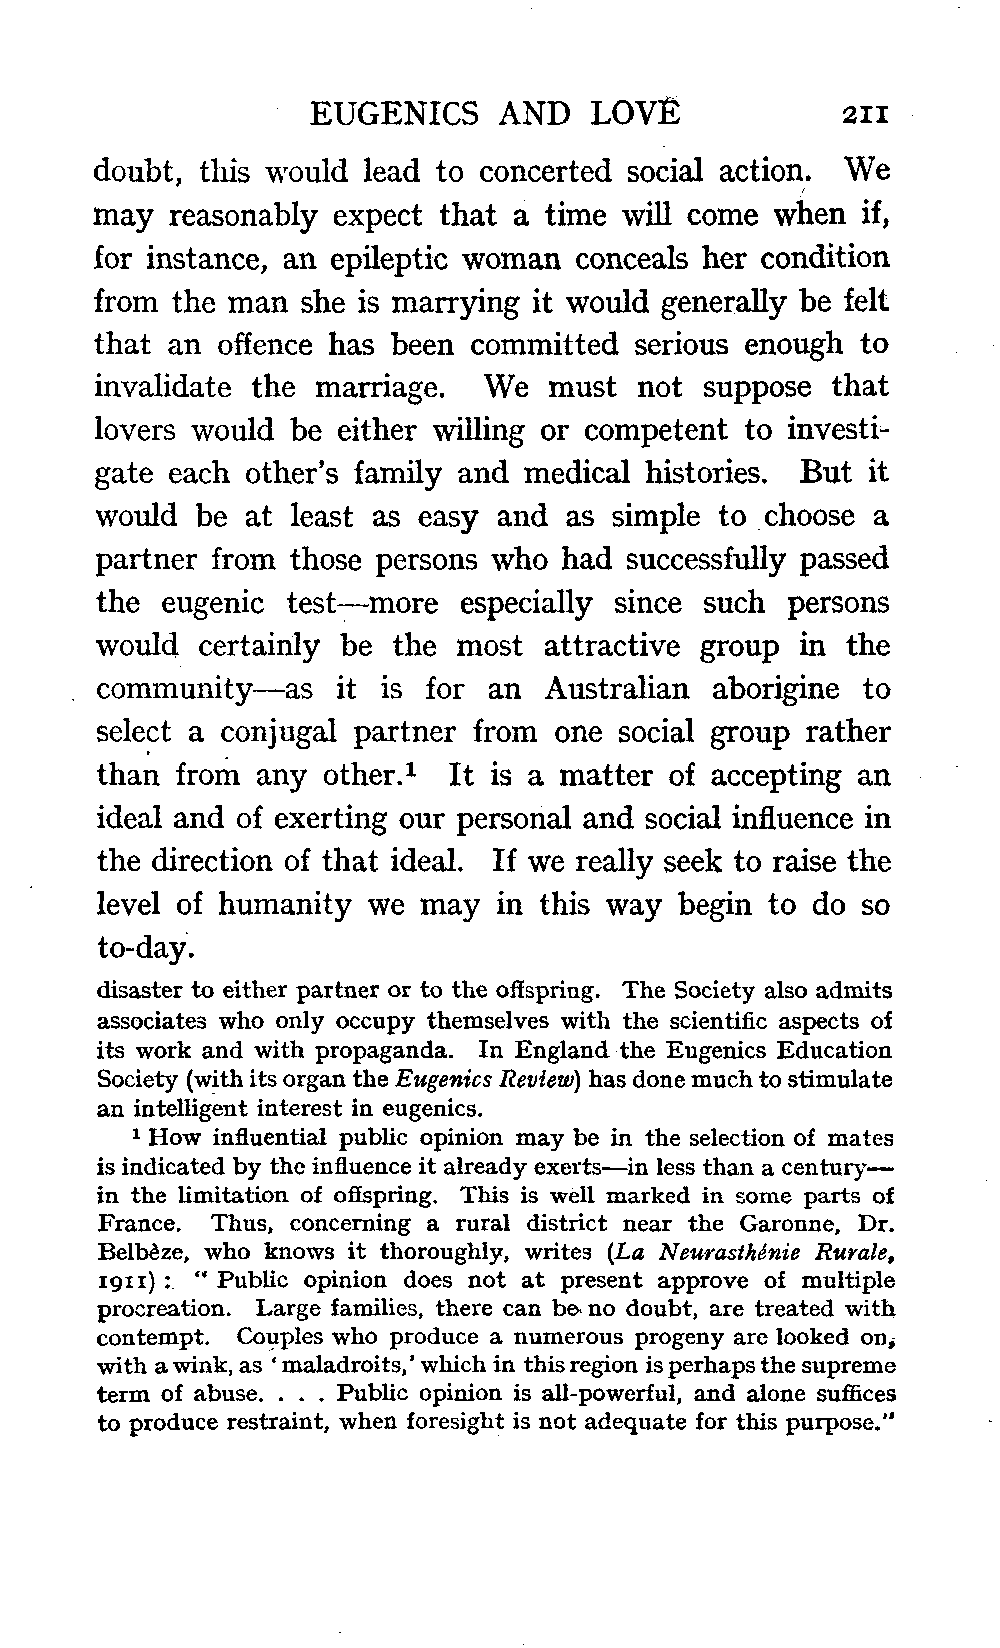 EUGENICS AND LOVE 211
doubt, this would lead to concerted social action. We
may reasonably expect that a time will come when if,
for instance, an epileptic woman conceals her condition
from the man she is marrying it would generally be felt
that an offence has been committed serious enough to
invalidate the marriage. We must not suppose that
lovers would be either willing or competent to investi-
gate each other's family and medical histories. But it
would be at least as easy and as simple to choose a
partner from those persons who had successfully passed
the eugenic test—more especially since such persons
would certainly be the most attractive group in the
community—as it is for an Australian aborigine to
select a conjugal partner from one social group rather
than from any other.¹ It is a matter of accepting an
ideal and of exerting our personal and social influence in
the direction of that ideal. If we really seek to raise the
level of humanity we may in this way begin to do so
to-day.
disaster to either partner or to the offspring. The Society also admits
associates who only occupy themselves with the scientific aspects of
its work and with propaganda. In England the Eugenics Education
Society (with its organ the Eugenics Review) has done much to stimulate
an intelligent interest in eugenics.
¹ How influential public opinion may be in the selection of mates
is indicated by the influence it already exerts—in less than a century—
in the limitation of offspring. This is well marked in some parts of
France. Thus, concerning a rural district near the Garonne, Dr.
Belbèze, who knows it thoroughly, writes (La Neurasthénie Rurale,
1911) : " Public opinion does not at present approve of multiple
procreation. Large families, there can be no doubt, are treated with
contempt. Couples who produce a numerous progeny are looked on,
with a wink, as ' maladroits,' which in this region is perhaps the supreme
term of abuse. . . . Public opinion is all-powerful, and alone suffices
to produce restraint, when foresight is not adequate for this purpose."